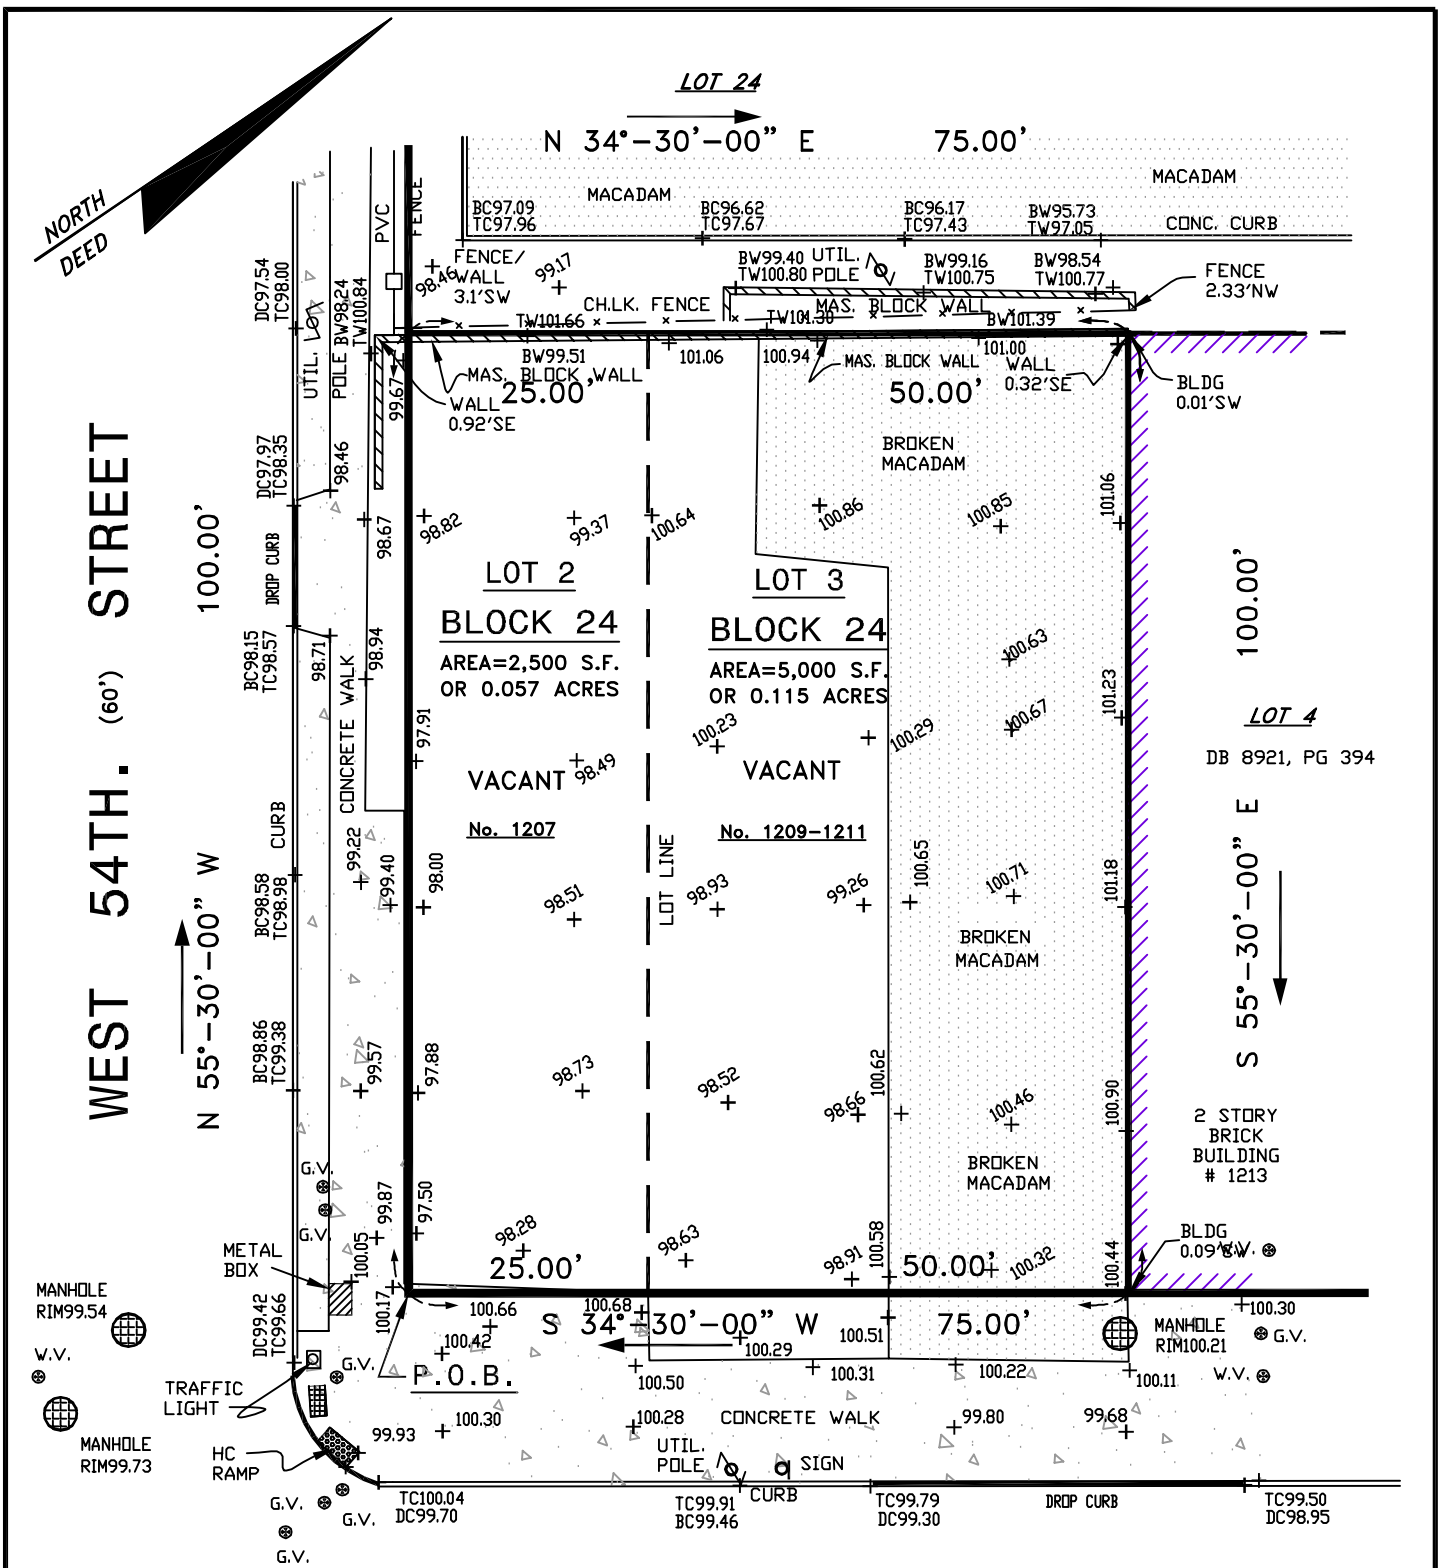 LOT 24
N 34°-30'-00" E 75.00'
NORTH
DEED
MACADAM
MACADAM
PVC
FENCE
BC97.09
TC97.96
BC96.62
TC97.67
BC96.17
TC97.43
BW95.73
TW97.05
CONC. CURB
DC97.54
TC98.00
UTIL.
POLE
BW98.24
TW100.84
98.46
FENCE/
WALL
3.1'SW
99.17
BW99.40
TW100.80
UTIL.
POLE
BW99.16
TW100.75
BW98.54
TW100.77
FENCE
2.33'NW
CH.LK. FENCE
MAS. BLOCK WALL
TW101.66
TW101.30
BW101.39
BW99.51
101.06
100.94
101.00
MAS. BLOCK WALL
MAS. BLOCK WALL
WALL
0.32'SE
BLDG
0.01'SW
99.67
25.00'
50.00'
WALL
0.92'SE
BROKEN
MACADAM
DC97.97
TC98.35
98.46
98.67
98.82
99.37
100.64
100.86
100.85
101.06
WEST 54TH. (60') STREET
100.00'
N 55°-30'-00" W
DROP CURB
LOT 2
BLOCK 24
AREA=2,500 S.F.
OR 0.057 ACRES
LOT 3
BLOCK 24
AREA=5,000 S.F.
OR 0.115 ACRES
100.00'
S 55°-30'-00" E
BC98.15
TC98.57
98.71
98.94
100.63
CONCRETE WALK
97.91
98.49
100.23
100.29
100.67
101.23
LOT 4
DB 8921, PG 394
VACANT
No. 1207
VACANT
No. 1209-1211
LOT LINE
CURB
99.22
99.40
98.00
98.51
98.93
99.26
100.65
100.71
101.18
BC98.58
TC98.98
BROKEN
MACADAM
BC98.86
TC99.38
99.57
97.88
98.73
98.52
98.66
100.62
100.46
100.90
2 STORY
BRICK
BUILDING
# 1213
BROKEN
MACADAM
G.V.
G.V.
99.87
97.50
98.28
98.63
98.91
100.58
100.32
100.44
BLDG
0.09'SW
W.V.
METAL
BOX
100.05
25.00'
50.00'
MANHOLE
RIM99.54
DC99.42
TC99.66
100.17
100.66
100.68
S 34°-30'-00" W 75.00'
100.51
MANHOLE
RIM100.21
100.30
G.V.
W.V.
G.V.
100.42
100.29
P.O.B.
100.50
100.31
100.22
100.11
W.V.
TRAFFIC
LIGHT
99.93
100.30
100.28
CONCRETE WALK
99.80
99.68
MANHOLE
RIM99.73
HC
RAMP
UTIL.
POLE
SIGN
G.V.
G.V.
G.V.
TC100.04
DC99.70
TC99.91
BC99.46
CURB
TC99.79
DC99.30
DROP CURB
TC99.50
DC98.95